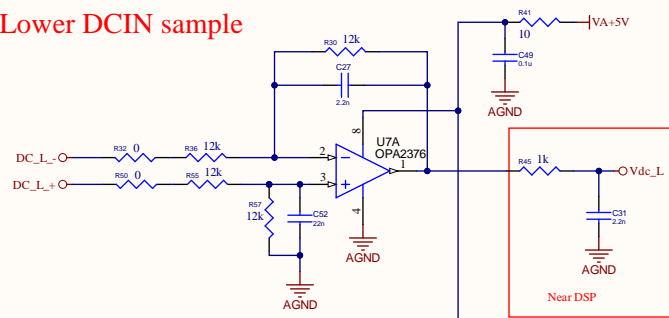 Lower DCIN sample
R41
10
VA+5V
C49
0.1u
AGND
R30 12k
C27
2.2n
8
U7A
OPA2376
DC_L_-
R32 0
R36 12k
2
1
DC_L_+
R50 0
R55 12k
3
4
R57
12k
C52
22n
AGND
AGND
R45 1k
Vdc_L
C31
2.2n
AGND
Near DSP